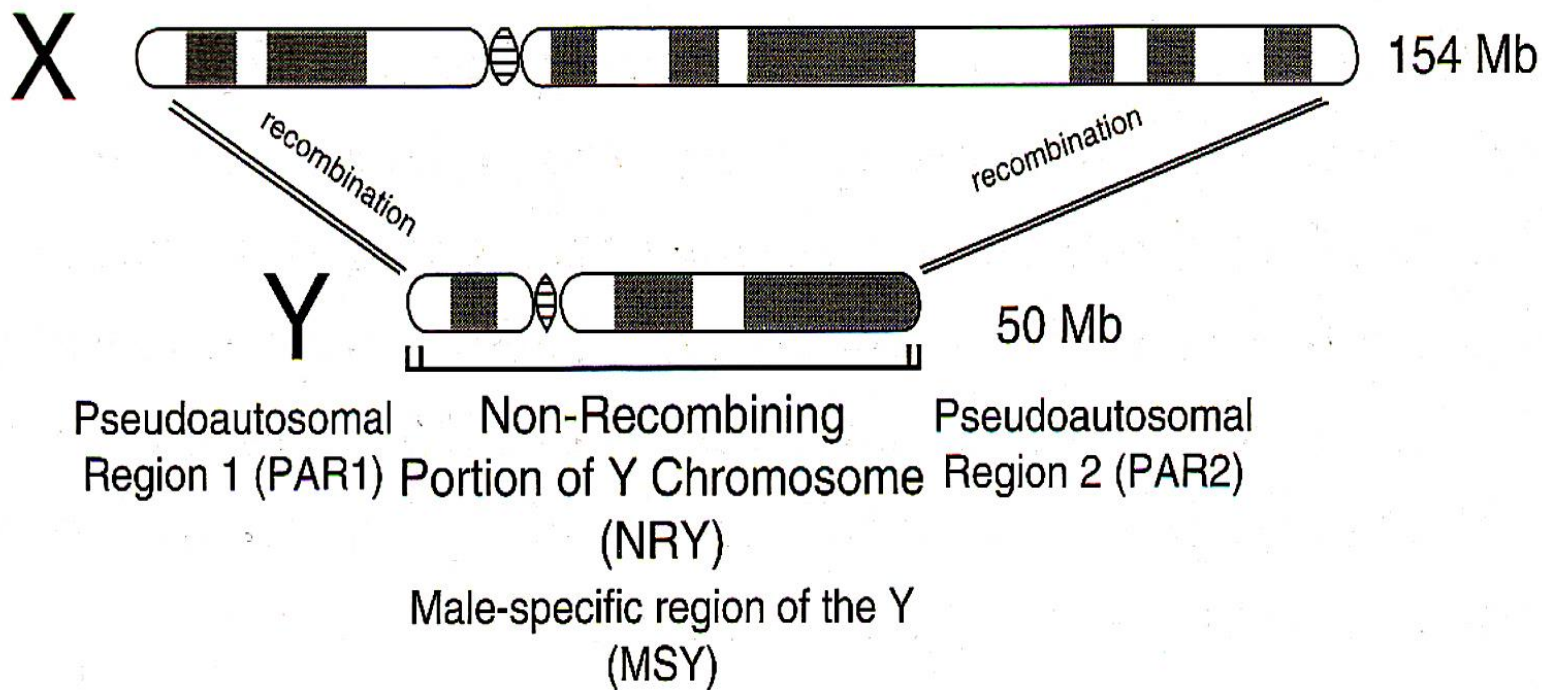 X
154 Mb
recombination
recombination
Y
50 Mb
Pseudoautosomal
Region 1 (PAR1)
Non-Recombining
Portion of Y Chromosome
(NRY)
Male-specific region of the Y
(MSY)
Pseudoautosomal
Region 2 (PAR2)